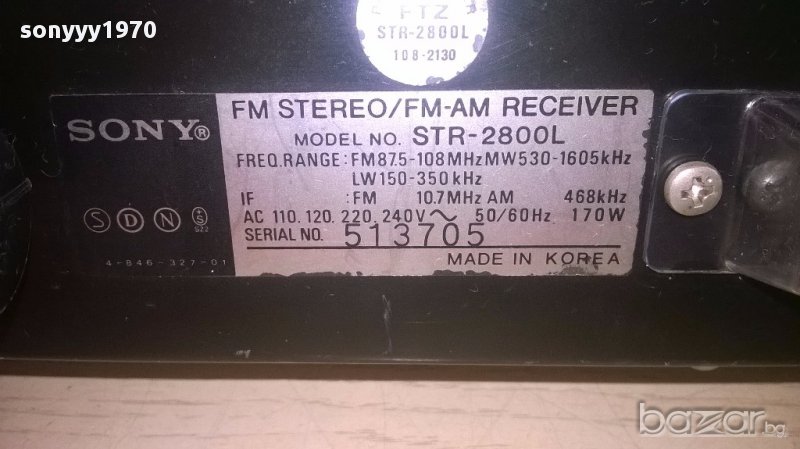 sonyyy1970
FTZ
STR-2800L
108-2130
SONY®
FM STEREO/FM-AM RECEIVER
MODEL NO. STR-2800L
FREQ.RANGE:FM87.5-108MHz MW530-1605kHz
LW150-350kHz
IF :FM 10.7MHz AM 468kHz
AC 110.120.220.240V~ 50/60Hz 170W
SERIAL NO. 513705
S D N S
622
4-846-327-01
MADE IN KOREA
bazar.bg